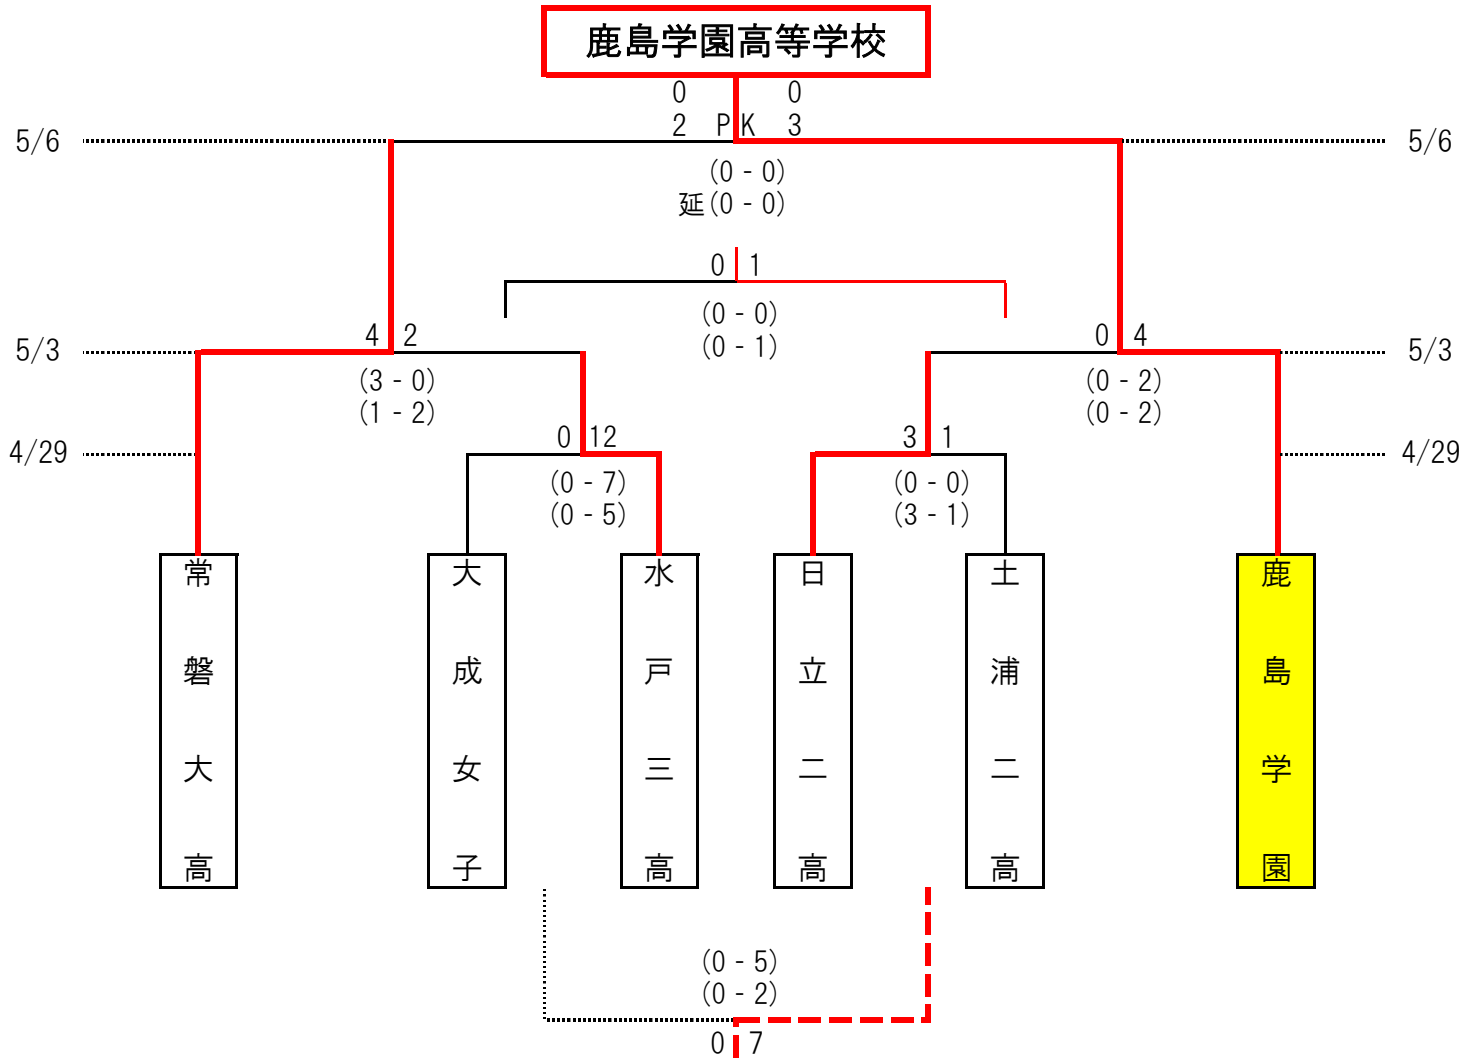 鹿島学園高等学校
0 0
2 PK 3
5/6 5/6
(0 - 0)
延(0 - 0)
0 1
(0 - 0)
(0 - 1)
4 2
0 4
5/3 5/3
(3 - 0)
(1 - 2)
(0 - 2)
(0 - 2)
0 12
3 1
4/29 4/29
(0 - 7)
(0 - 5)
(0 - 0)
(3 - 1)
常磐大高
大成女子
水戸三高
日立二高
土浦二高
鹿島学園
(0 - 5)
(0 - 2)
0 7